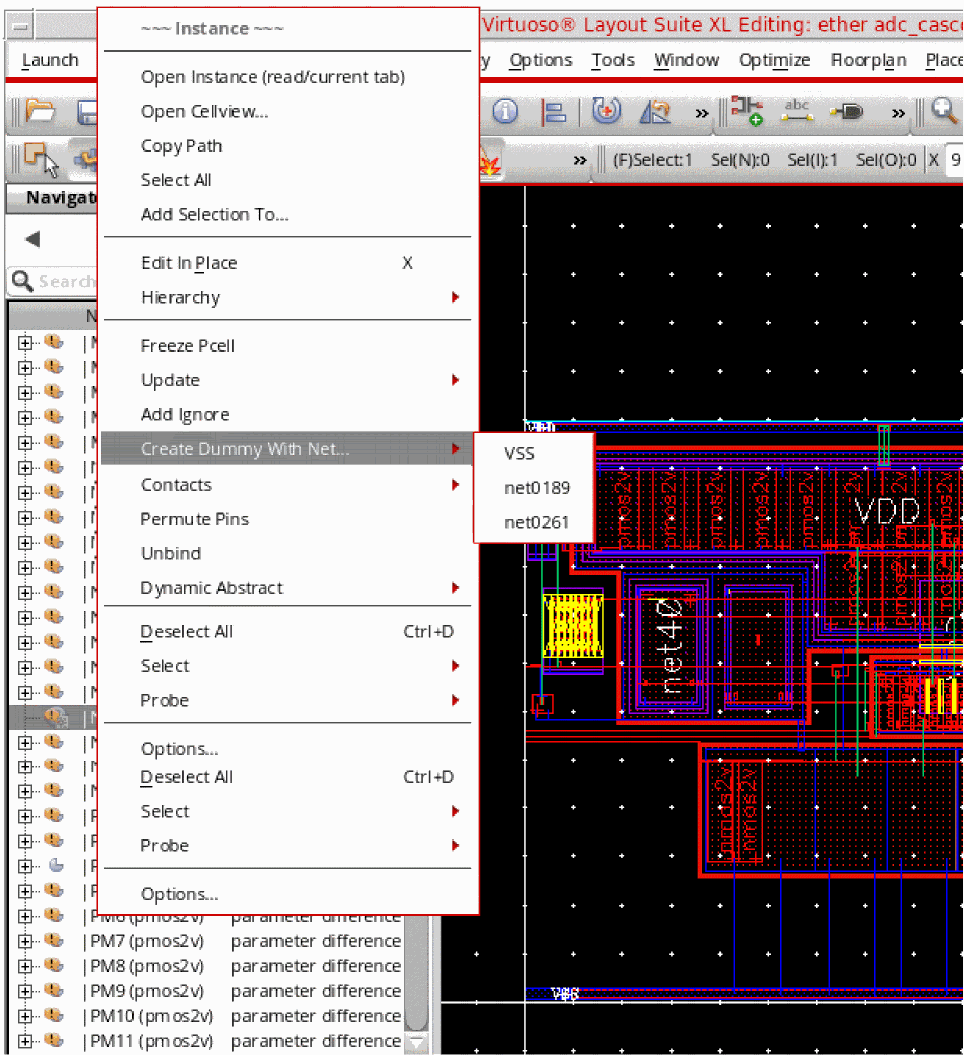 ~~~ Instance ~~~
Virtuoso® Layout Suite XL Editing: ether adc_casc
Launch
y Options Tools Window Optimize Floorplan Place
Open Instance (read/current tab)
Open Cellview...
abc
Copy Path
(F)Select:1 Sel(N):0 Sel(I):1 Sel(O):0 X 9
Select All
Navigat
Add Selection To...
Edit In Place X
Search
Hierarchy
N
Freeze Pcell
Update
Add Ignore
Create Dummy With Net...
VSS
Contacts
net0189
Permute Pins
net0261
Unbind
Dynamic Abstract
Deselect All Ctrl+D
Select
Probe
Options...
Deselect All Ctrl+D
Select
Probe
Options...
pmos2v
pmos2v
pmos2v
pmos2v
pmos2v
VDD
net40
nmos2v
nmos2v
VSS
PM6 (pmos2v) parameter difference
|PM7 (pmos2v) parameter difference
|PM8 (pmos2v) parameter difference
|PM9 (pmos2v) parameter difference
|PM10 (pmos2v) parameter difference
|PM11 (pmos2v) parameter difference